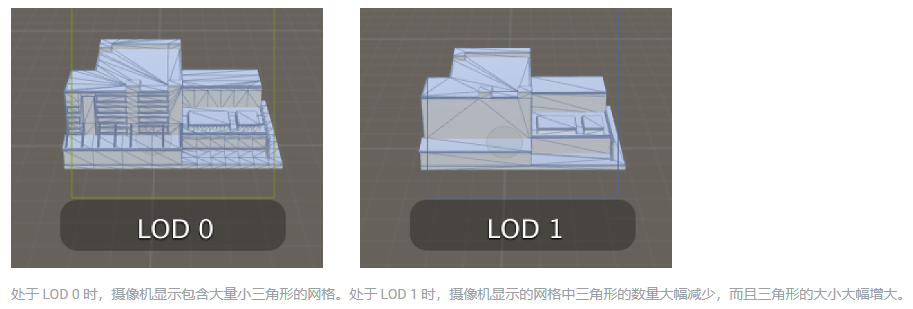 LOD 0
LOD 1
处于 LOD 0 时，摄像机显示包含大量小三角形的网格。处于 LOD 1 时，摄像机显示的网格中三角形的数量大幅减少，而且三角形的大小大幅增大。